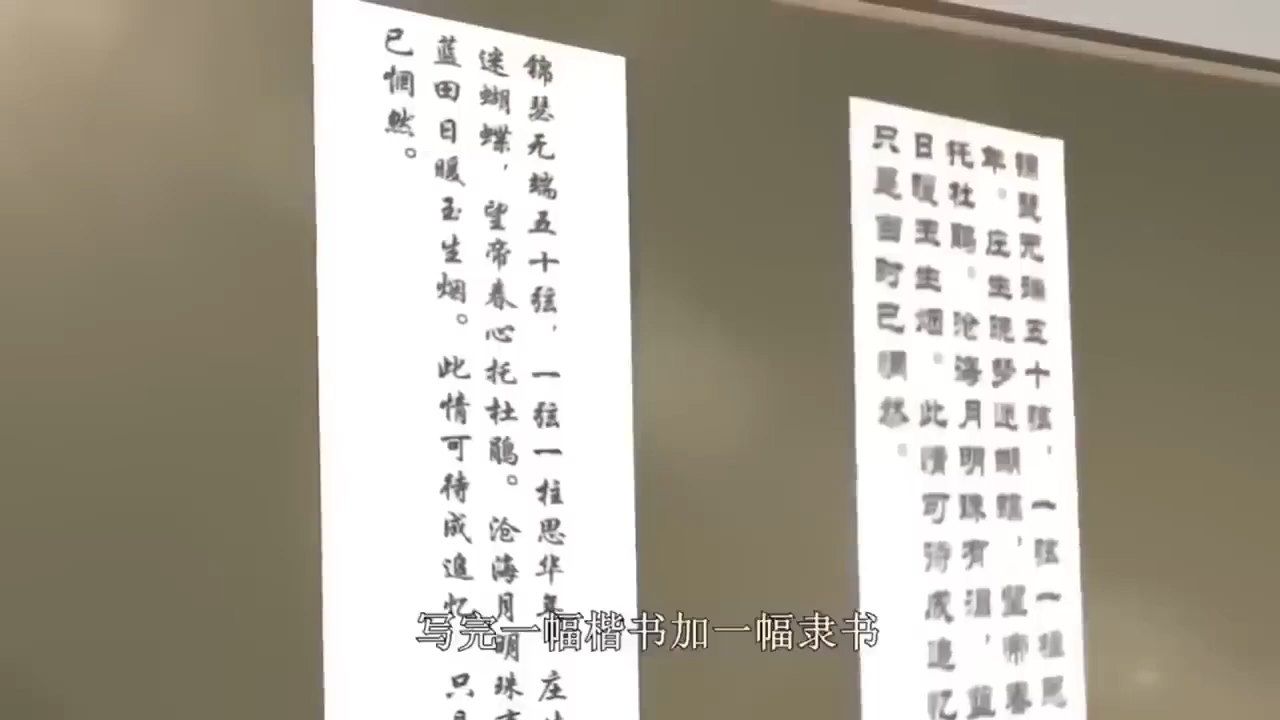 锦瑟无端五十弦，一弦一柱思华年 庄
迷蝴蝶，望帝春心托杜鹃。沧海月明珠
蓝田日暖玉生烟。此情可待成追忆 只
已惘然。
锦瑟无端五十弦，一弦一柱思
年。庄生晓梦迷蝴蝶，望帝春
托杜鹃。沧海月明珠有泪，蓝
日暖玉生烟。此情可待成追忆
只是当时已惘然。
写完一幅楷书加一幅隶书